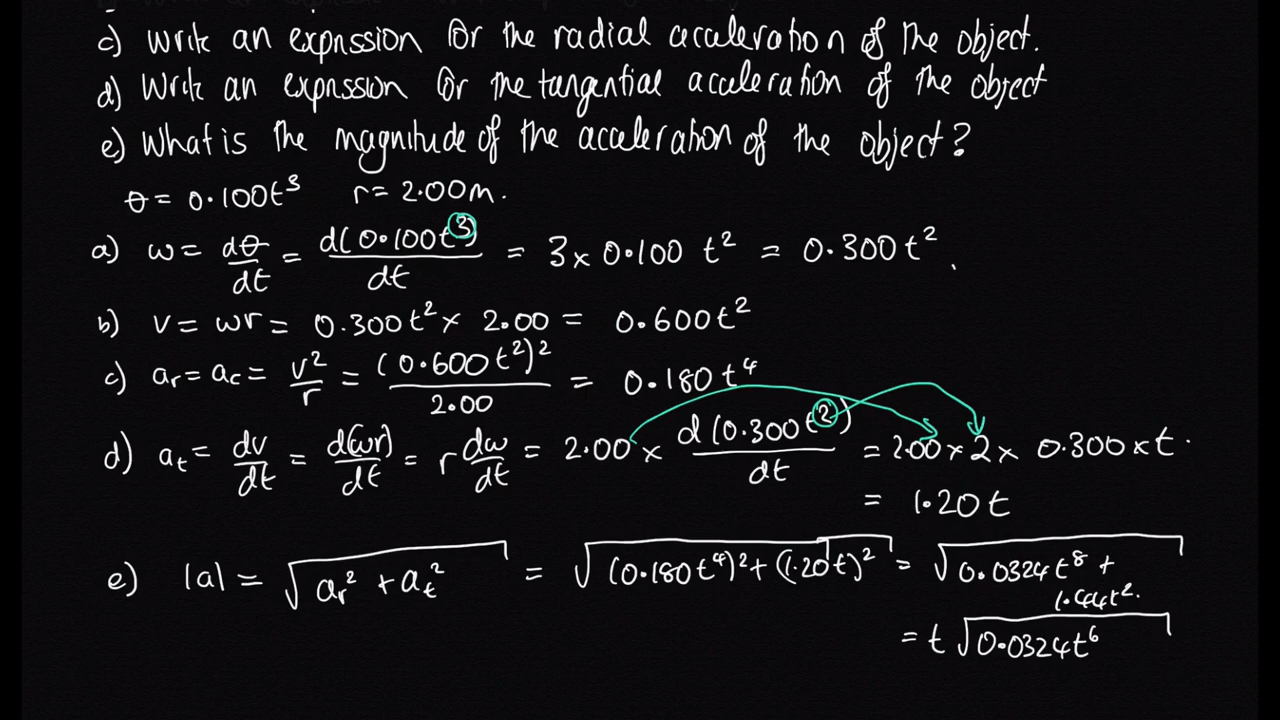 c) Write an expression for the radial acceleration of the object.
d) Write an expression for the tangential acceleration of the object
e) What is the magnitude of the acceleration of the object?
θ = 0.100t³ r = 2.00m.
a) ω = dθ/dt = d(0.100t³)/dt = 3 × 0.100 t² = 0.300t².
b) v = ωr = 0.300t² × 2.00 = 0.600t²
c) ar = ac = v²/r = (0.600t²)²/2.00 = 0.180t⁴
d) at = dv/dt = d(ωr)/dt = r dω/dt = 2.00 × d(0.300t²)/dt = 2.00 × 2 × 0.300 × t.
= 1.20t
e) |a| = √(ar² + at²) = √((0.180t⁴)² + (1.20t)²) = √(0.0324t⁸ +
1.44t².
= t√(0.0324t⁶